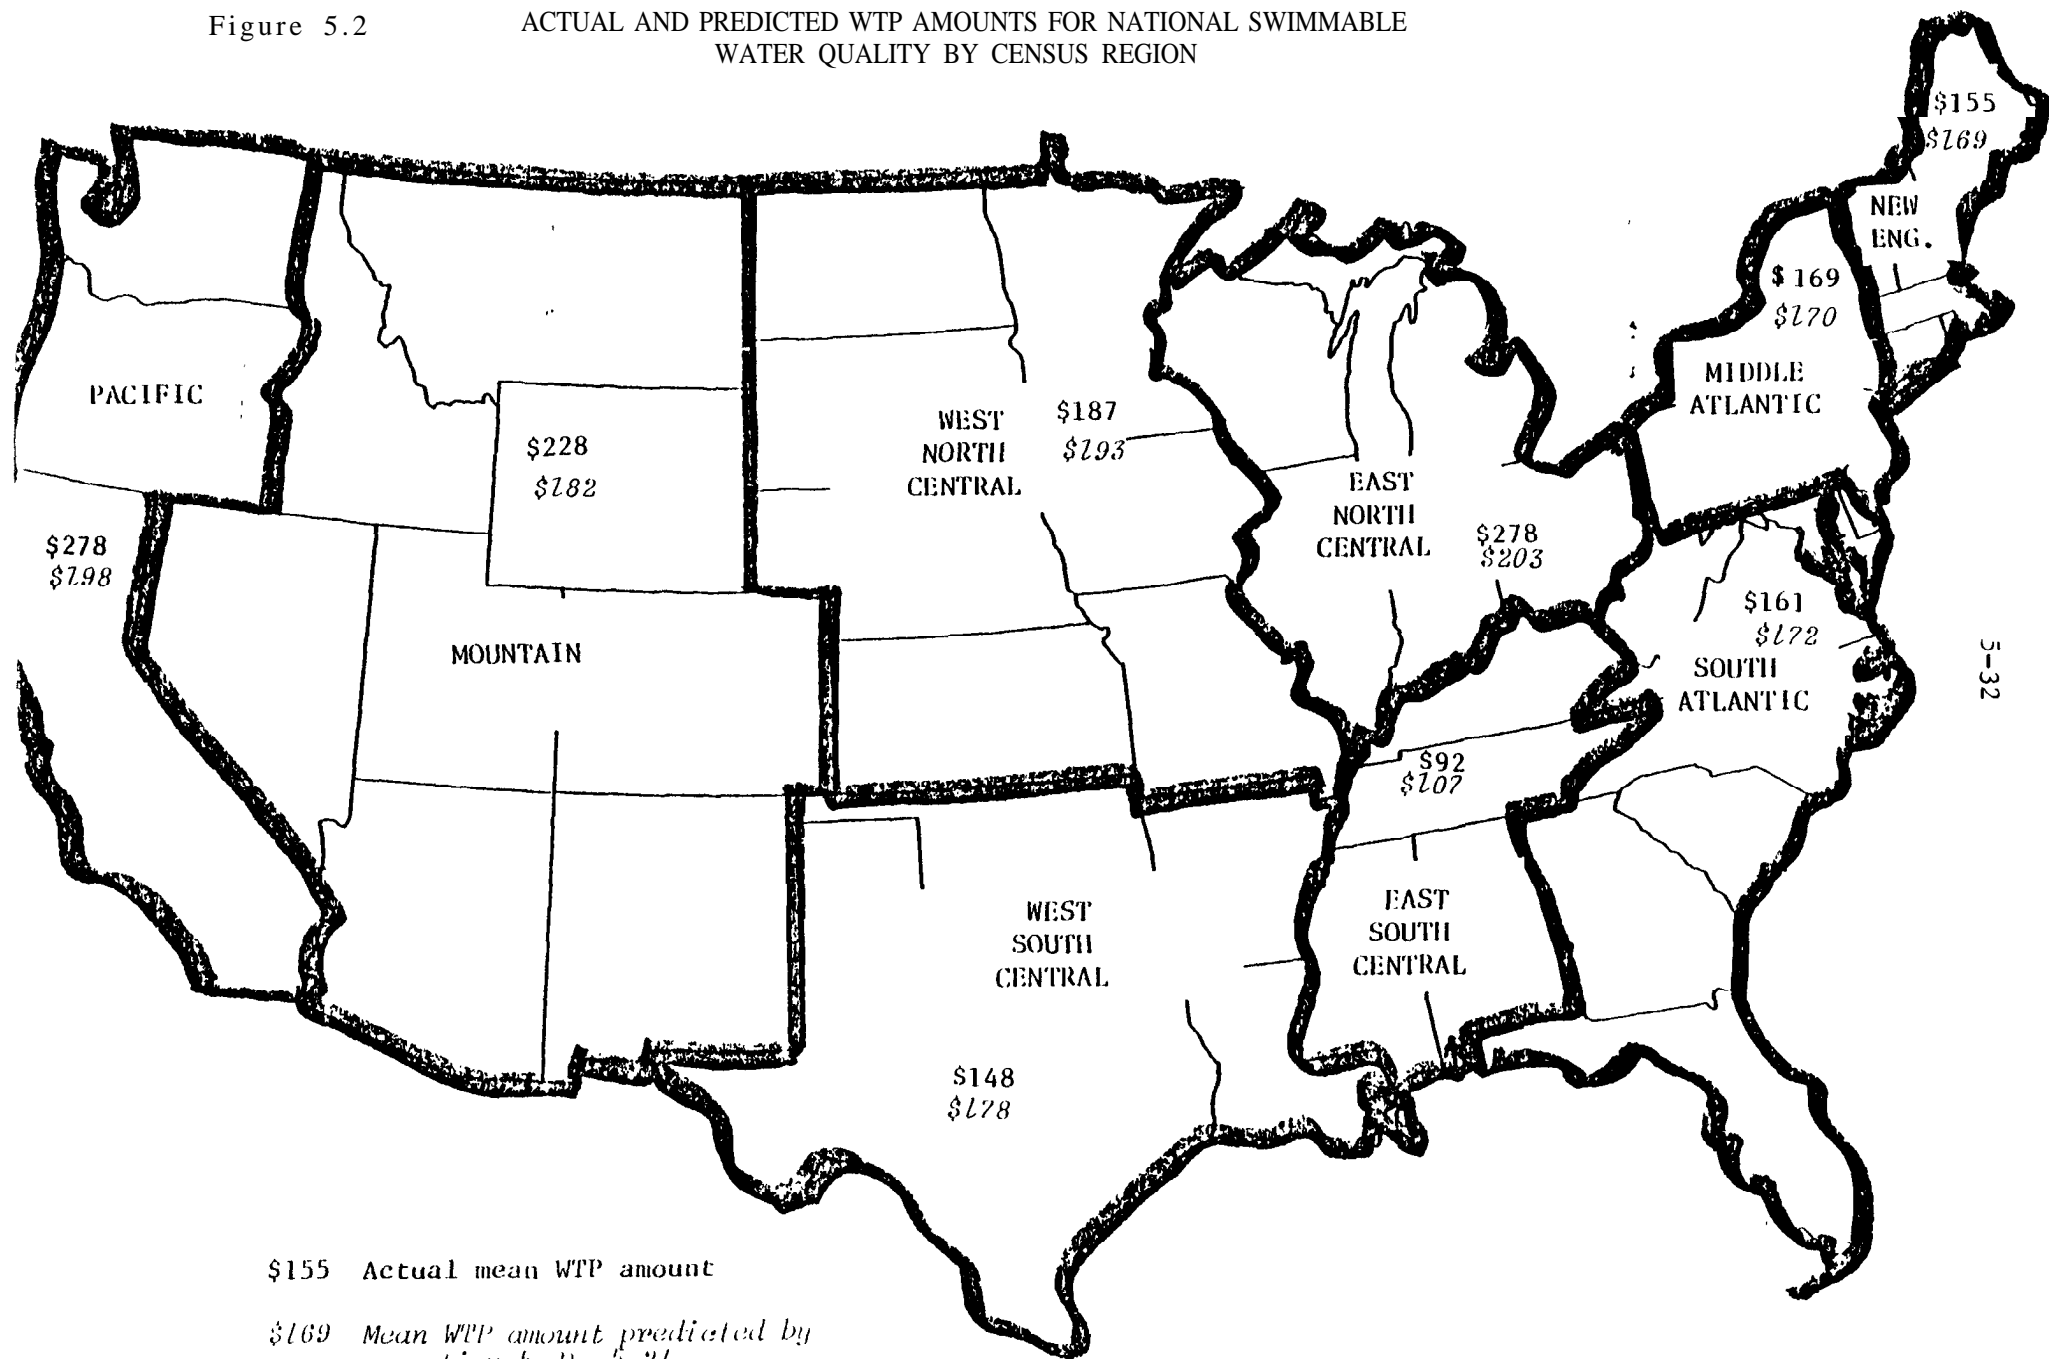 Figure 5.2
ACTUAL AND PREDICTED WTP AMOUNTS FOR NATIONAL SWIMMABLE
WATER QUALITY BY CENSUS REGION
$155
$169
NEW
ENG.
$169
$170
MIDDLE
ATLANTIC
PACIFIC
$228
$182
WEST
NORTH
CENTRAL
$187
$193
EAST
NORTH
CENTRAL
$278
$203
$278
$198
MOUNTAIN
$161
$172
SOUTH
ATLANTIC
5-32
$92
$107
WEST
SOUTH
CENTRAL
EAST
SOUTH
CENTRAL
$148
$178
$155 Actual mean WTP amount
$169 Mean WTP amount predicted by